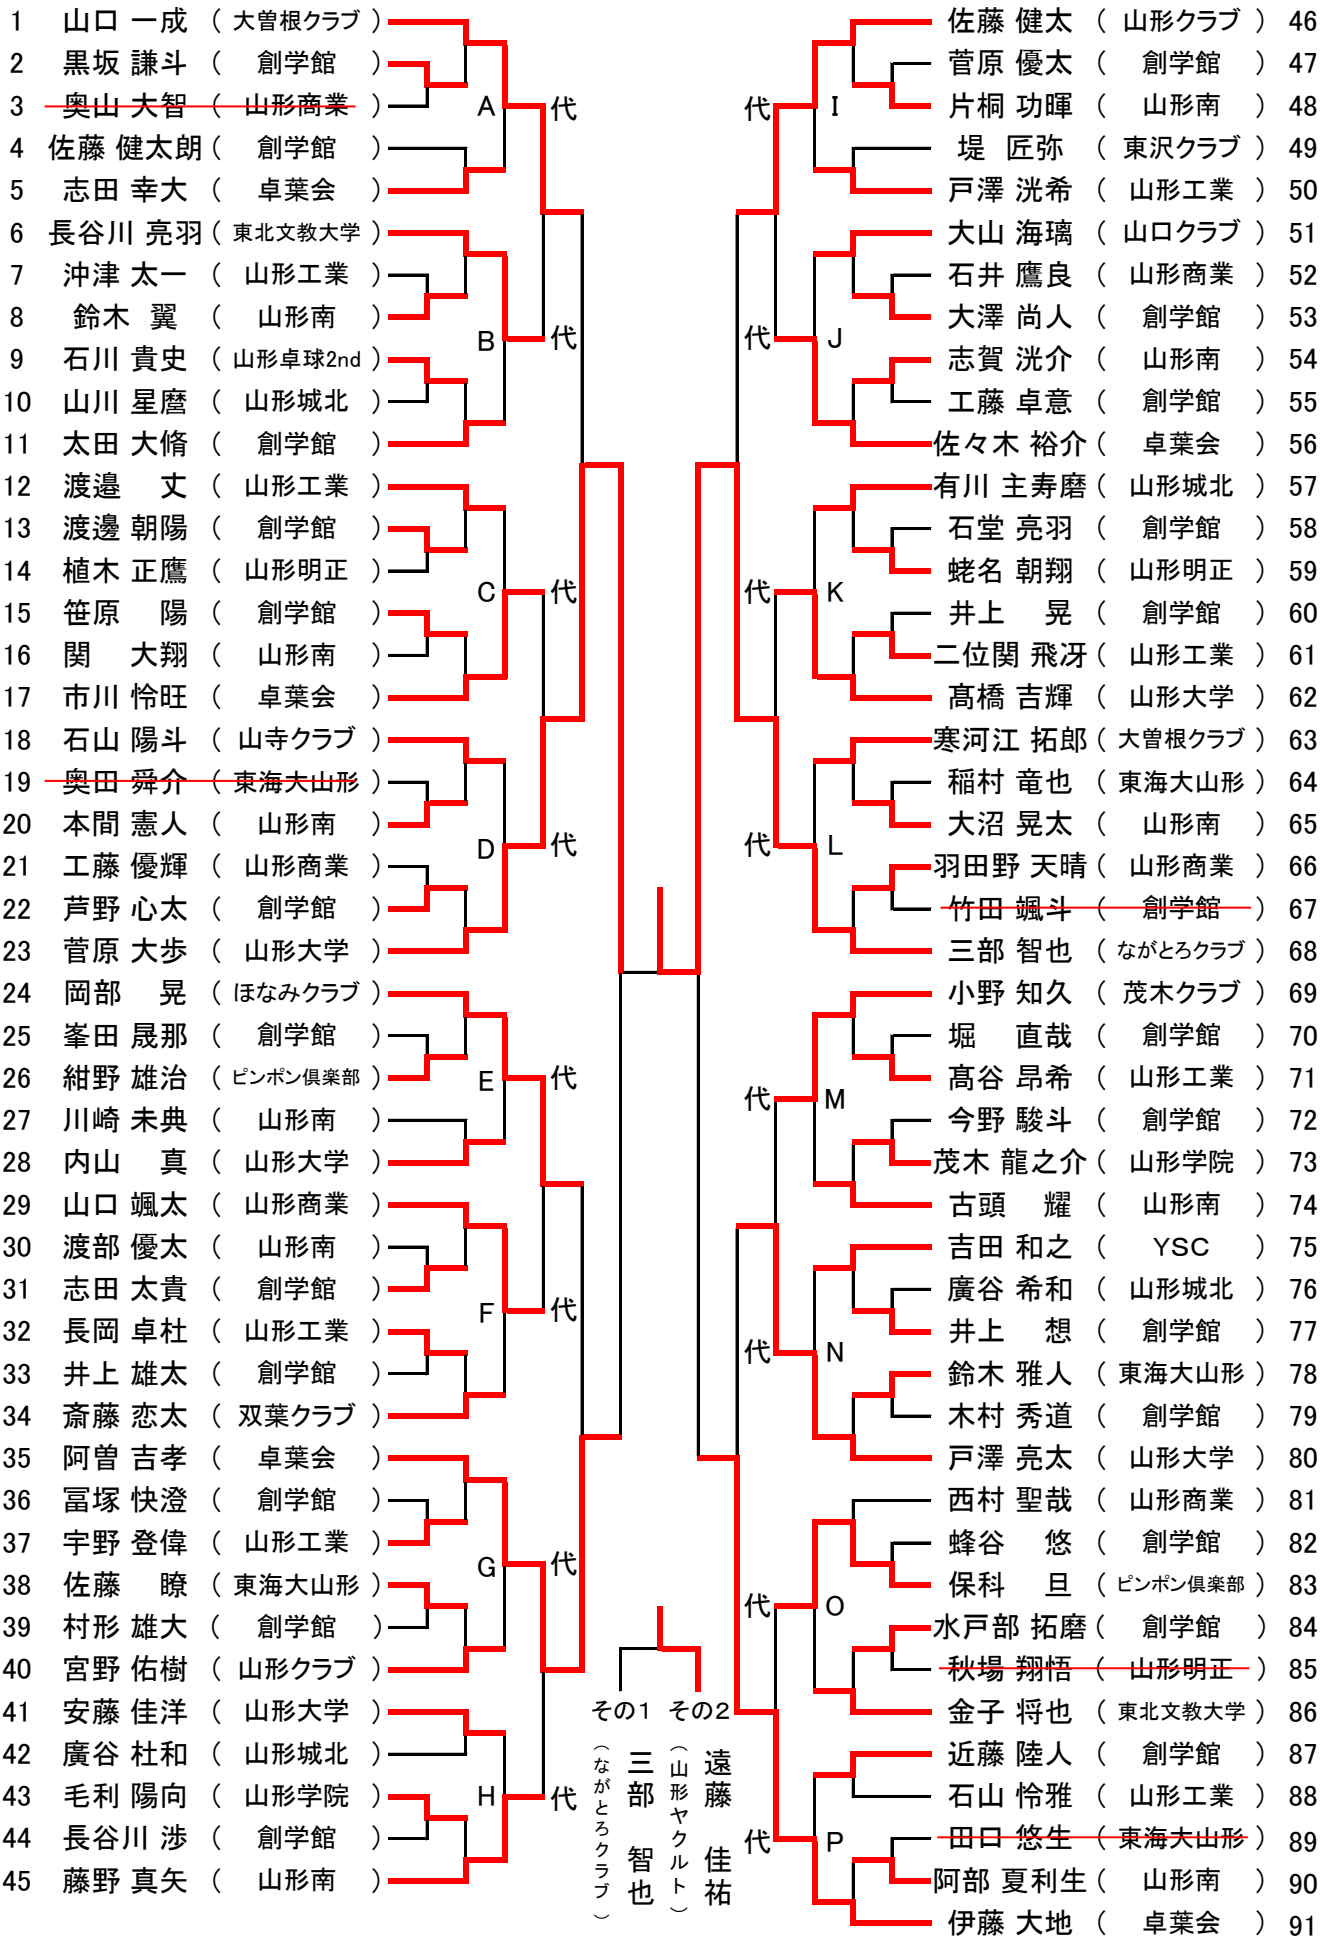 1 山口 一成 ( 大曽根クラブ )
2 黒坂 謙斗 ( 創学館 )
3 奥山 大智 ( 山形商業 )
4 佐藤 健太朗 ( 創学館 )
5 志田 幸大 ( 卓葉会 )
6 長谷川 亮羽 ( 東北文教大学 )
7 沖津 太一 ( 山形工業 )
8 鈴木 翼 ( 山形南 )
9 石川 貴史 ( 山形卓球2nd )
10 山川 星麿 ( 山形城北 )
11 太田 大脩 ( 創学館 )
12 渡邉 丈 ( 山形工業 )
13 渡邊 朝陽 ( 創学館 )
14 植木 正鷹 ( 山形明正 )
15 笹原 陽 ( 創学館 )
16 関 大翔 ( 山形南 )
17 市川 怜旺 ( 卓葉会 )
18 石山 陽斗 ( 山寺クラブ )
19 奥田 舜介 ( 東海大山形 )
20 本間 憲人 ( 山形南 )
21 工藤 優輝 ( 山形商業 )
22 芦野 心太 ( 創学館 )
23 菅原 大歩 ( 山形大学 )
24 岡部 晃 ( ほなみクラブ )
25 峯田 晟那 ( 創学館 )
26 紺野 雄治 ( ピンポン倶楽部 )
27 川崎 未典 ( 山形南 )
28 内山 真 ( 山形大学 )
29 山口 颯太 ( 山形商業 )
30 渡部 優太 ( 山形南 )
31 志田 太貴 ( 創学館 )
32 長岡 卓杜 ( 山形工業 )
33 井上 雄太 ( 創学館 )
34 斎藤 恋太 ( 双葉クラブ )
35 阿曽 吉孝 ( 卓葉会 )
36 冨塚 快澄 ( 創学館 )
37 宇野 登偉 ( 山形工業 )
38 佐藤 瞭 ( 東海大山形 )
39 村形 雄大 ( 創学館 )
40 宮野 佑樹 ( 山形クラブ )
41 安藤 佳洋 ( 山形大学 )
42 廣谷 杜和 ( 山形城北 )
43 毛利 陽向 ( 山形学院 )
44 長谷川 渉 ( 創学館 )
45 藤野 真矢 ( 山形南 )
A 代
B 代
C 代
D 代
E 代
F 代
G 代
H 代
その1 その2
三部 智也
(ながとろクラブ)
遠藤 佳祐
(山形ヤクルト)
代 I
代 J
代 K
代 L
代 M
代 N
代 O
代 P
佐藤 健太 ( 山形クラブ ) 46
菅原 優太 ( 創学館 ) 47
片桐 功暉 ( 山形南 ) 48
堤 匠弥 ( 東沢クラブ ) 49
戸澤 洸希 ( 山形工業 ) 50
大山 海璃 ( 山口クラブ ) 51
石井 鷹良 ( 山形商業 ) 52
大澤 尚人 ( 創学館 ) 53
志賀 洸介 ( 山形南 ) 54
工藤 卓意 ( 創学館 ) 55
佐々木 裕介 ( 卓葉会 ) 56
有川 主寿磨 ( 山形城北 ) 57
石堂 亮羽 ( 創学館 ) 58
蛯名 朝翔 ( 山形明正 ) 59
井上 晃 ( 創学館 ) 60
二位関 飛冴 ( 山形工業 ) 61
髙橋 吉輝 ( 山形大学 ) 62
寒河江 拓郎 ( 大曽根クラブ ) 63
稲村 竜也 ( 東海大山形 ) 64
大沼 晃太 ( 山形南 ) 65
羽田野 天晴 ( 山形商業 ) 66
竹田 颯斗 ( 創学館 ) 67
三部 智也 ( ながとろクラブ ) 68
小野 知久 ( 茂木クラブ ) 69
堀 直哉 ( 創学館 ) 70
髙谷 昂希 ( 山形工業 ) 71
今野 駿斗 ( 創学館 ) 72
茂木 龍之介 ( 山形学院 ) 73
古頭 耀 ( 山形南 ) 74
吉田 和之 ( YSC ) 75
廣谷 希和 ( 山形城北 ) 76
井上 想 ( 創学館 ) 77
鈴木 雅人 ( 東海大山形 ) 78
木村 秀道 ( 創学館 ) 79
戸澤 亮太 ( 山形大学 ) 80
西村 聖哉 ( 山形商業 ) 81
蜂谷 悠 ( 創学館 ) 82
保科 旦 ( ピンポン倶楽部 ) 83
水戸部 拓磨 ( 創学館 ) 84
秋場 翔悟 ( 山形明正 ) 85
金子 将也 ( 東北文教大学 ) 86
近藤 陸人 ( 創学館 ) 87
石山 怜雅 ( 山形工業 ) 88
田口 悠生 ( 東海大山形 ) 89
阿部 夏利生 ( 山形南 ) 90
伊藤 大地 ( 卓葉会 ) 91